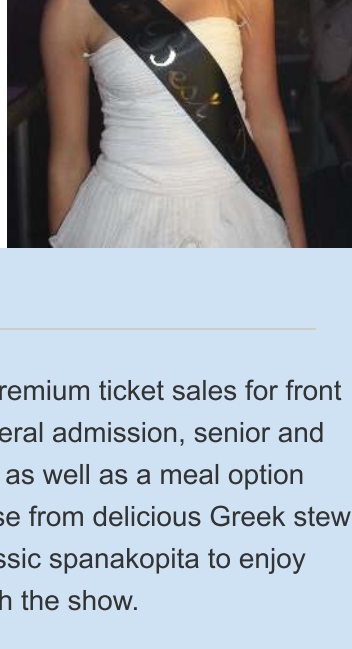 remium ticket sales for front
eral admission, senior and
as well as a meal option
se from delicious Greek stew
ssic spanakopita to enjoy
h the show.